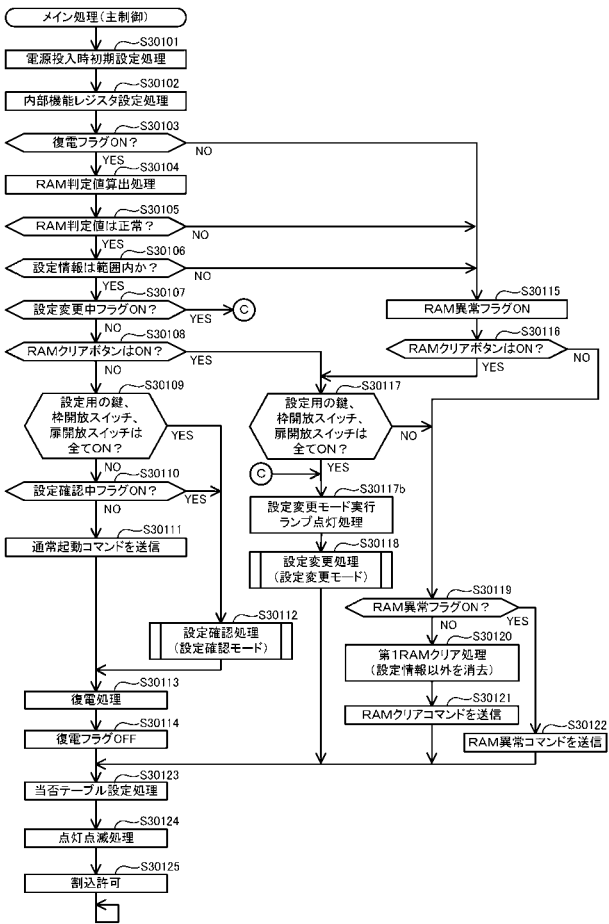 メイン処理(主制御)
S30101
電源投入時初期設定処理
S30102
内部機能レジスタ設定処理
S30103
復電フラグON?
YES
NO
S30104
RAM判定値算出処理
S30105
RAM判定値は正常?
YES
NO
S30106
設定情報は範囲内か?
YES
NO
S30107
設定変更中フラグON?
YES
C
NO
S30108
RAMクリアボタンはON?
YES
NO
S30115
RAM異常フラグON
S30116
RAMクリアボタンはON?
YES
NO
S30109
設定用の鍵、
枠開放スイッチ、
扉開放スイッチは
全てON?
YES
NO
S30117
設定用の鍵、
枠開放スイッチ、
扉開放スイッチは
全てON?
NO
YES
C
S30110
設定確認中フラグON?
YES
NO
S30117b
設定変更モード実行
ランプ点灯処理
S30111
通常起動コマンドを送信
S30118
設定変更処理
(設定変更モード)
S30112
設定確認処理
(設定確認モード)
S30119
RAM異常フラグON?
YES
NO
S30120
第1RAMクリア処理
(設定情報以外を消去)
S30113
復電処理
S30121
RAMクリアコマンドを送信
S30114
復電フラグOFF
S30122
RAM異常コマンドを送信
S30123
当否テーブル設定処理
S30124
点灯点滅処理
S30125
割込許可